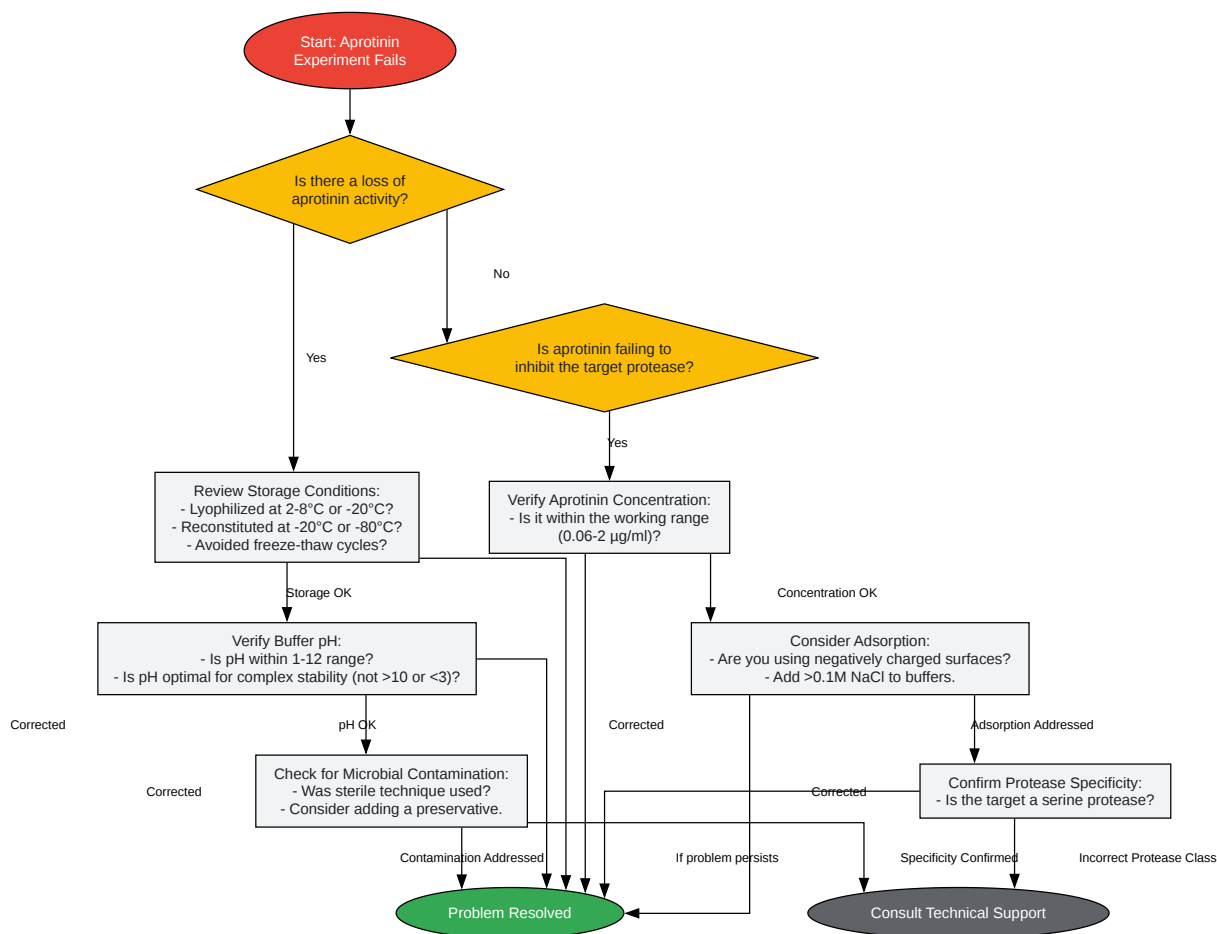 Start: Aprotinin
Experiment Fails
Is there a loss of
aprotinin activity?
No
Is aprotinin failing to
inhibit the target protease?
Yes
Yes
Review Storage Conditions:
- Lyophilized at 2-8°C or -20°C?
- Reconstituted at -20°C or -80°C?
- Avoided freeze-thaw cycles?
Verify Aprotinin Concentration:
- Is it within the working range
(0.06-2 µg/ml)?
Storage OK
Concentration OK
Verify Buffer pH:
- Is pH within 1-12 range?
- Is pH optimal for complex stability (not >10 or <3)?
Consider Adsorption:
- Are you using negatively charged surfaces?
- Add >0.1M NaCl to buffers.
Corrected
pH OK
Corrected
Adsorption Addressed
Check for Microbial Contamination:
- Was sterile technique used?
- Consider adding a preservative.
Confirm Protease Specificity:
- Is the target a serine protease?
Corrected
Corrected
Contamination Addressed
If problem persists
Specificity Confirmed
Incorrect Protease Class
Problem Resolved
Consult Technical Support